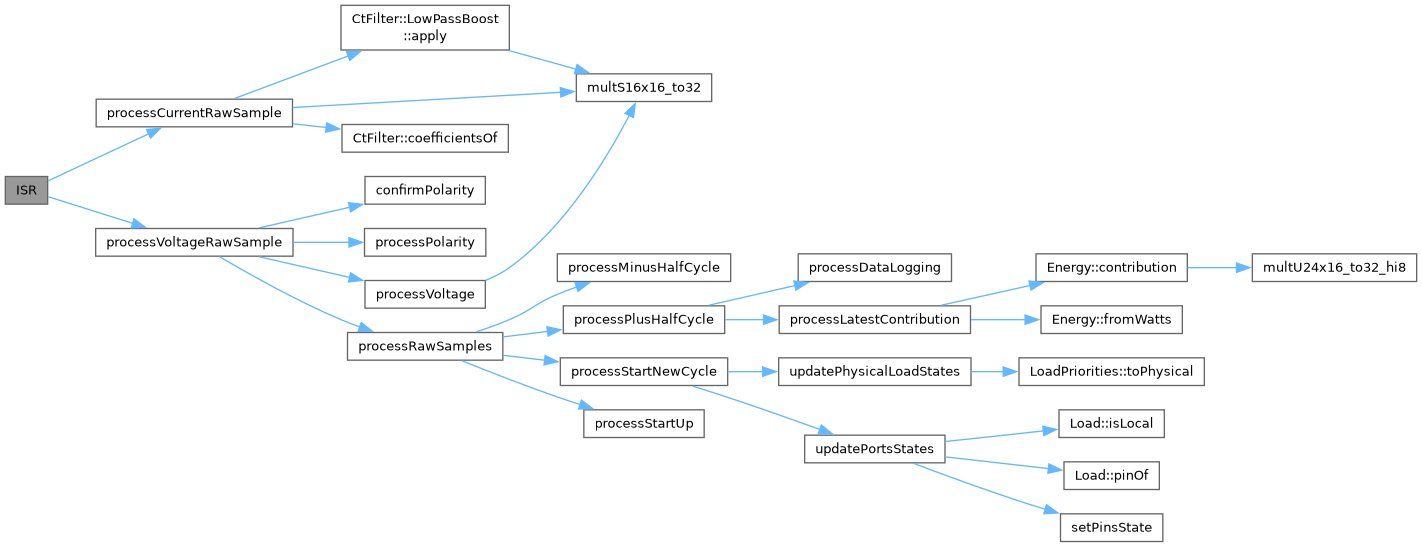 CtFilter::LowPassBoost
::apply
multS16x16_to32
processCurrentRawSample
CtFilter::coefficientsOf
ISR
confirmPolarity
processVoltageRawSample
processPolarity
processVoltage
processMinusHalfCycle
processDataLogging
Energy::contribution
multU24x16_to32_hi8
processPlusHalfCycle
processLatestContribution
Energy::fromWatts
processRawSamples
processStartNewCycle
updatePhysicalLoadStates
LoadPriorities::toPhysical
processStartUp
Load::isLocal
updatePortsStates
Load::pinOf
setPinsState